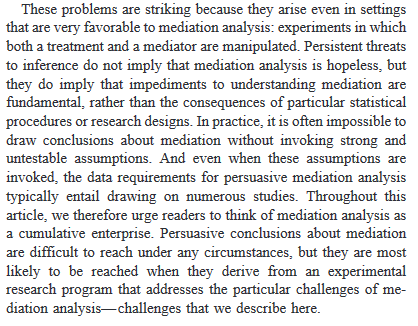 These problems are striking because they arise even in settings
that are very favorable to mediation analysis: experiments in which
both a treatment and a mediator are manipulated. Persistent threats
to inference do not imply that mediation analysis is hopeless, but
they do imply that impediments to understanding mediation are
fundamental, rather than the consequences of particular statistical
procedures or research designs. In practice, it is often impossible to
draw conclusions about mediation without invoking strong and
untestable assumptions. And even when these assumptions are
invoked, the data requirements for persuasive mediation analysis
typically entail drawing on numerous studies. Throughout this
article, we therefore urge readers to think of mediation analysis as
a cumulative enterprise. Persuasive conclusions about mediation
are difficult to reach under any circumstances, but they are most
likely to be reached when they derive from an experimental
research program that addresses the particular challenges of me-
diation analysis—challenges that we describe here.